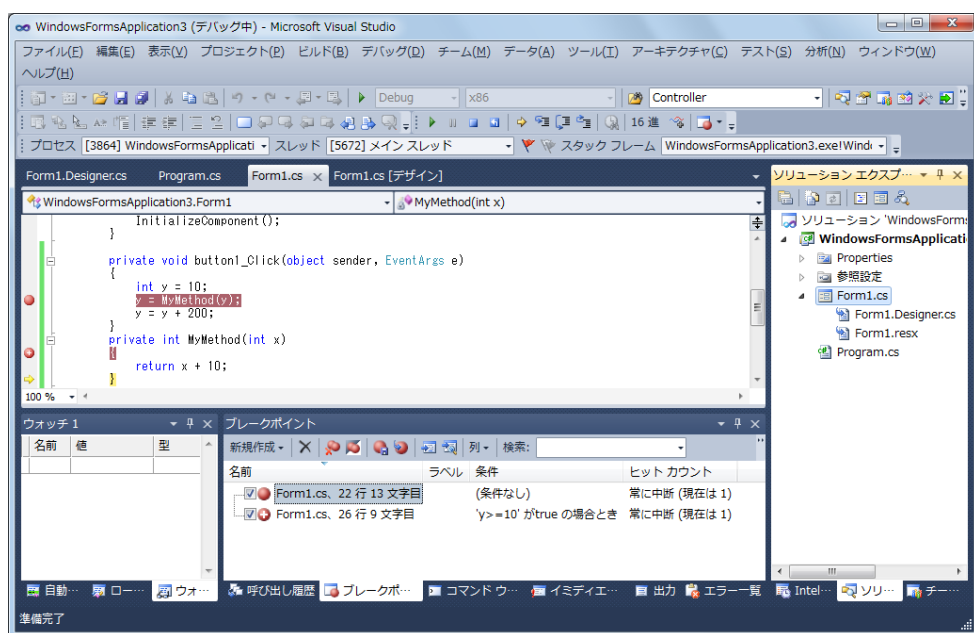 WindowsFormsApplication3 (デバッグ中) - Microsoft Visual Studio
ファイル(F) 編集(E) 表示(V) プロジェクト(P) ビルド(B) デバッグ(D) チーム(M) データ(A) ツール(T) アーキテクチャ(C) テスト(S) 分析(N) ウィンドウ(W)
ヘルプ(H)
Debug x86 Controller
16 進
プロセス [3864] WindowsFormsApplicati スレッド [5672] メイン スレッド スタック フレーム WindowsFormsApplication3.exe!Wind
Form1.Designer.cs Program.cs Form1.cs Form1.cs [デザイン]
WindowsFormsApplication3.Form1 MyMethod(int x)
InitializeComponent();
}
private void button1_Click(object sender, EventArgs e)
{
int y = 10;
y = MyMethod(y);
y = y + 200;
}
private int MyMethod(int x)
{
return x + 10;
}
100 %
ソリューション エクスプ…
ソリューション 'WindowsForms
WindowsFormsApplicati
Properties
参照設定
Form1.cs
Form1.Designer.cs
Form1.resx
Program.cs
ウォッチ 1
名前 値 型
ブレークポイント
新規作成 列 検索:
名前 ラベル 条件 ヒット カウント
Form1.cs、22 行 13 文字目 (条件なし) 常に中断 (現在は 1)
Form1.cs、26 行 9 文字目 'y>=10' がtrue の場合とき 常に中断 (現在は 1)
自動… ロー… ウォ… 呼び出し履歴 ブレークポ… コマンド ウ… イミディエ… 出力 エラー一覧 Intel… ソリ… チー…
準備完了